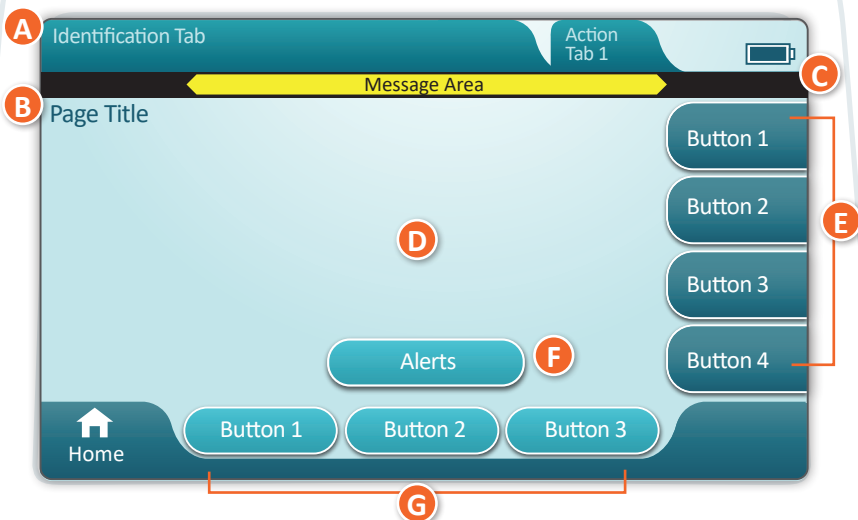 A
Identification Tab
Action
Tab 1
C
Message Area
B
Page Title
Button 1
Button 2
E
D
Button 3
Alerts
F
Button 4
Home
Button 1
Button 2
Button 3
G